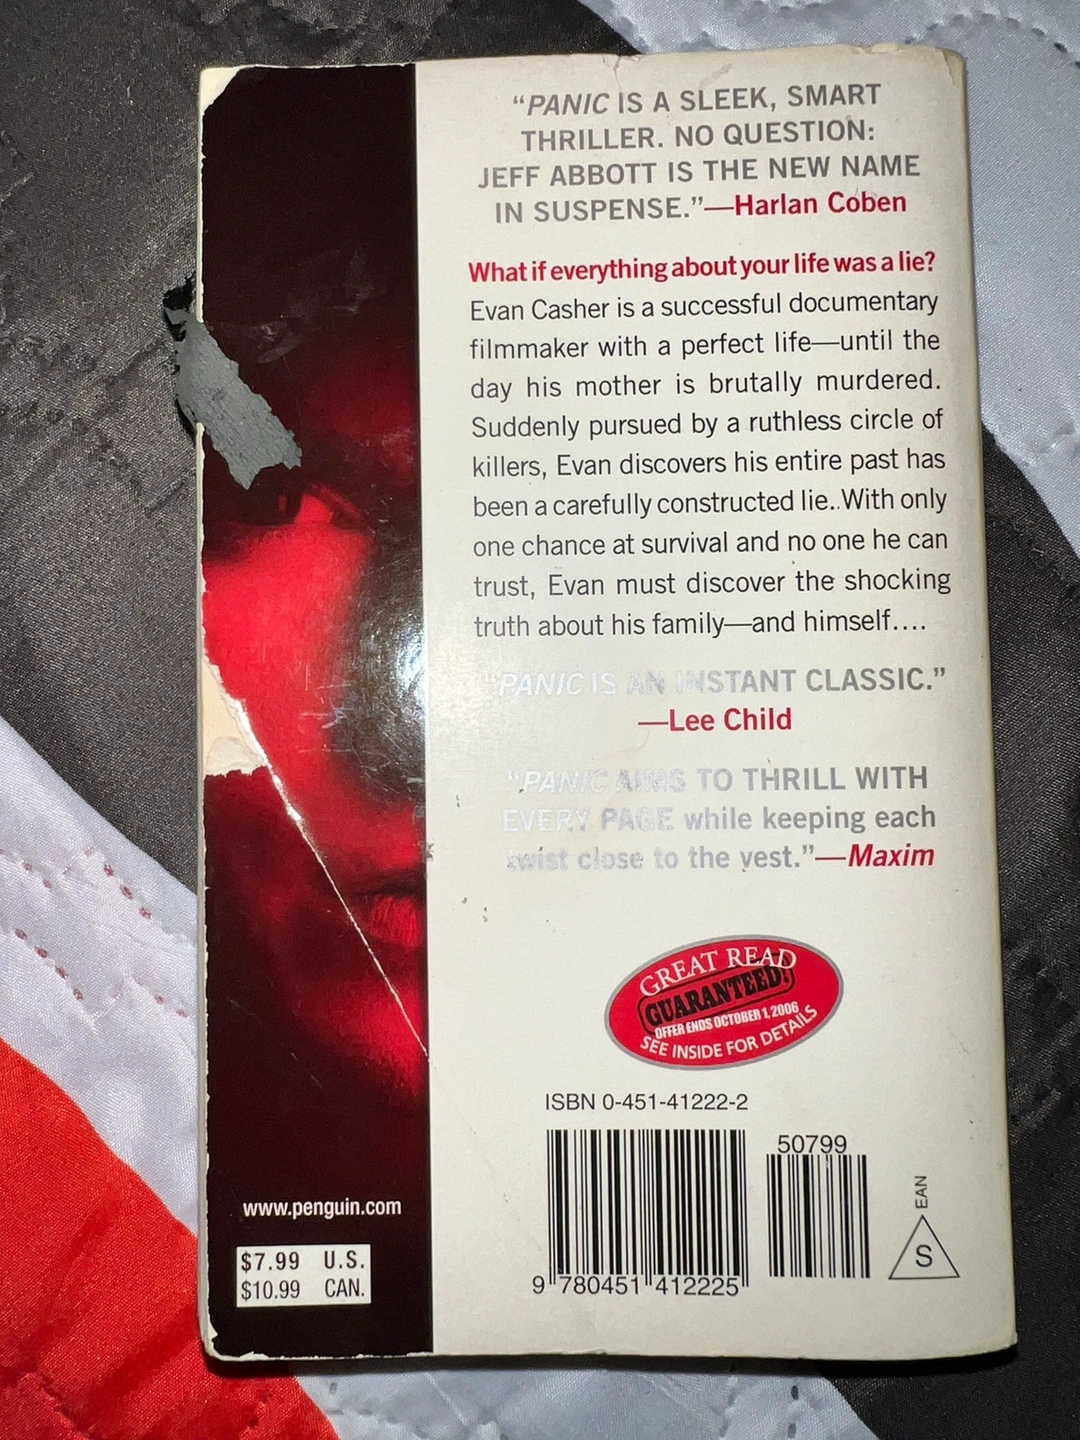 “PANIC IS A SLEEK, SMART
THRILLER. NO QUESTION:
JEFF ABBOTT IS THE NEW NAME
IN SUSPENSE.”—Harlan Coben
What if everything about your life was a lie?
Evan Casher is a successful documentary
filmmaker with a perfect life—until the
day his mother is brutally murdered.
Suddenly pursued by a ruthless circle of
killers, Evan discovers his entire past has
been a carefully constructed lie. With only
one chance at survival and no one he can
trust, Evan must discover the shocking
truth about his family—and himself....
“PANIC IS AN INSTANT CLASSIC.”
—Lee Child
“PANIC AIMS TO THRILL WITH
EVERY PAGE while keeping each
twist close to the vest.”—Maxim
GREAT READ
GUARANTEED!
OFFER ENDS OCTOBER 1, 2006
SEE INSIDE FOR DETAILS
ISBN 0-451-41222-2
50799
9 780451 412225
EAN
S
www.penguin.com
$7.99 U.S.
$10.99 CAN.